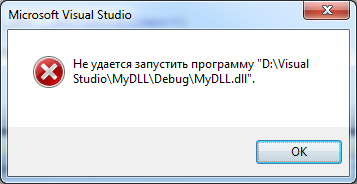 Microsoft Visual Studio
Не удается запустить программу "D:\Visual
Studio\MyDLL\Debug\MyDLL.dll".
OK